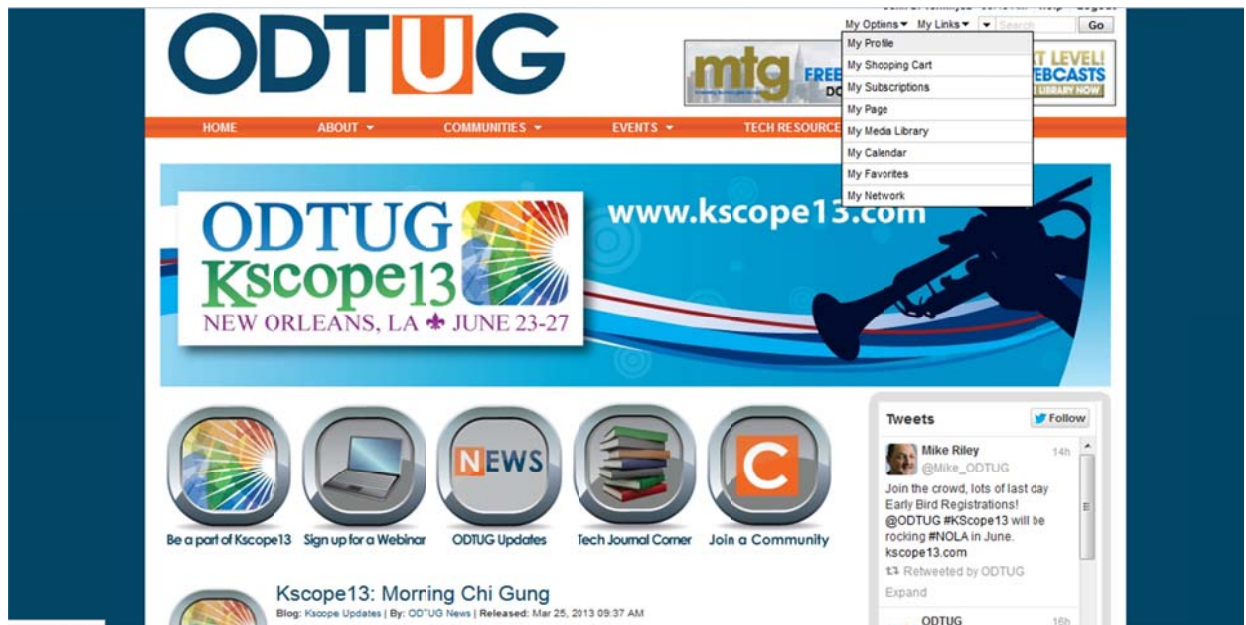 Help Logout
My Options ▾ My Links ▾ ▾ Search Go
ODTUG
mtg FREE
T LEVEL!
EBCASTS
LIBRARY NOW
My Profile
My Shopping Cart
My Subscriptions
My Page
My Meda Library
My Calendar
My Favorites
My Network
HOME ABOUT ▾ COMMUNITIES ▾ EVENTS ▾ TECH RESOURCE
www.kscope13.com
ODTUG
Kscope13
NEW ORLEANS, LA ⚜ JUNE 23-27
NEWS
C
Be a part of Kscope13 Sign up for a Webinar ODTUG Updates Tech Journal Corner Join a Community
Tweets Follow
Mike Riley 14h
@Mike_ODTUG
Join the crowd, lots of last day
Early Bird Registrations!
@ODTUG #KScope13 will be
rocking #NOLA in June.
kscope13.com
Retweeted by ODTUG
Expand
ODTUG 16h
Kscope13: Morring Chi Gung
Blog: Kscope Updates | By: ODTUG News | Released: Mar 25, 2013 09:37 AM